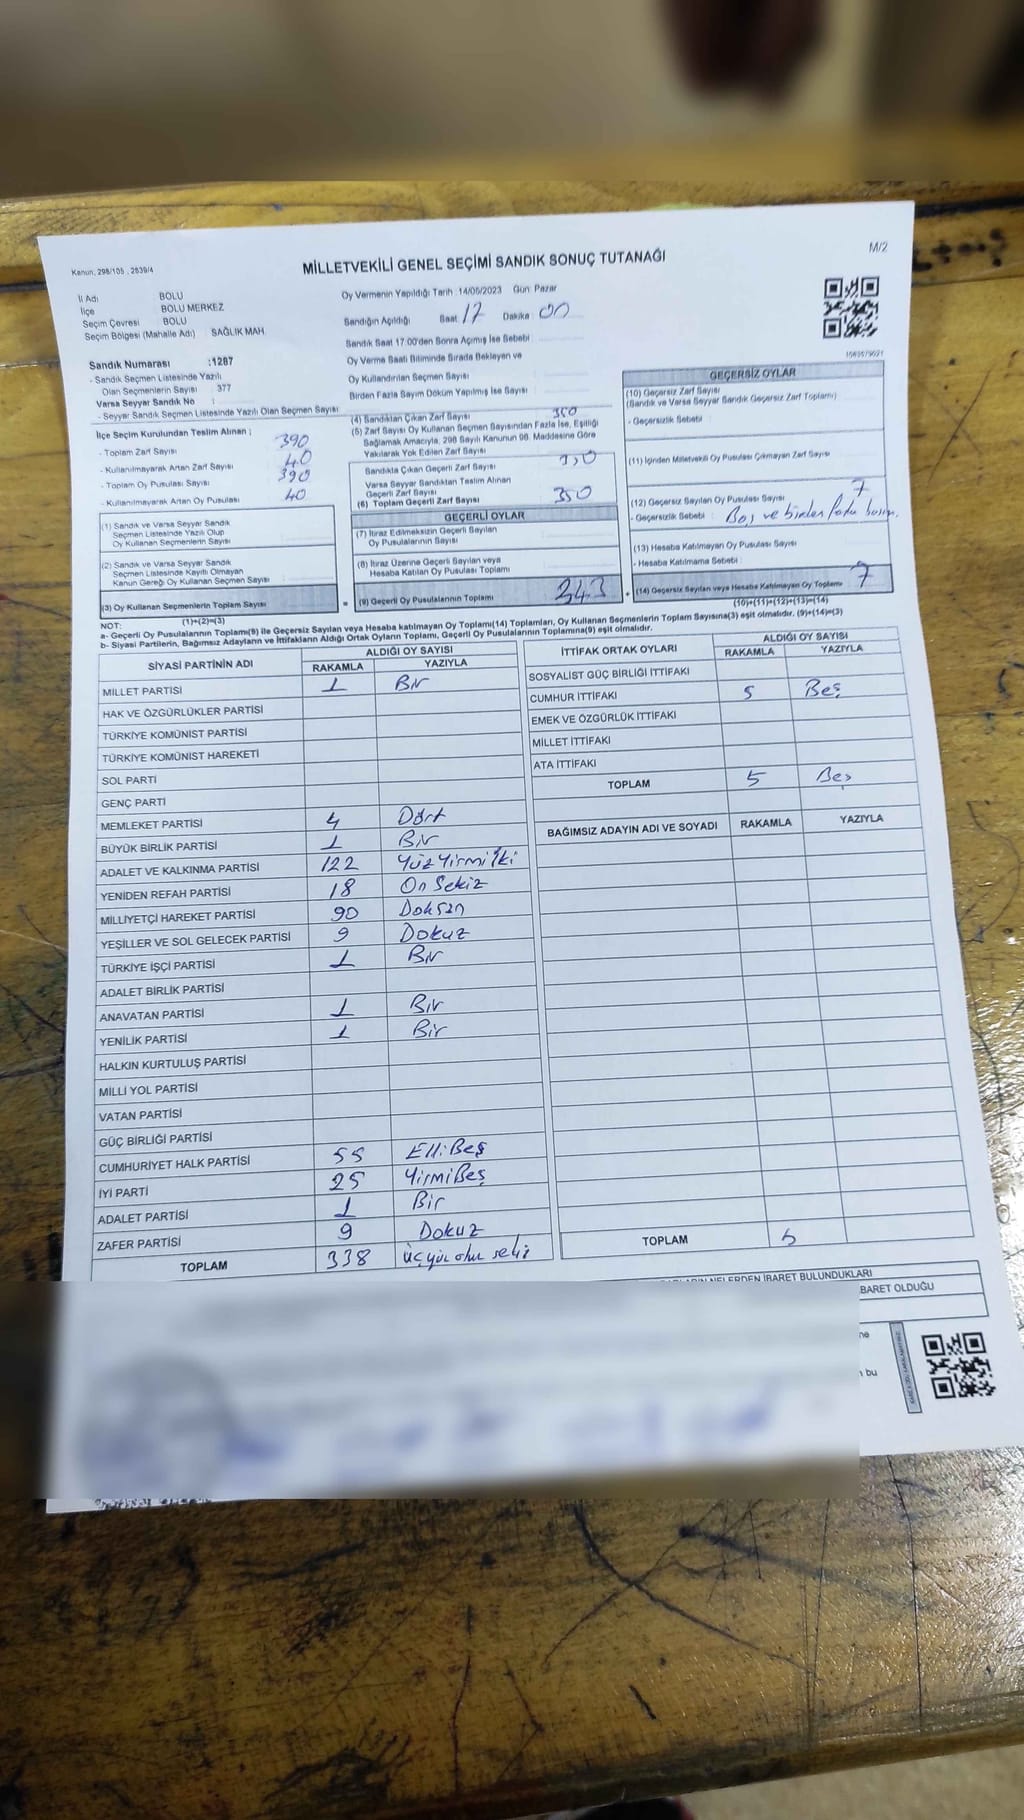 M/2
Kanun, 298/105 , 2839/4
MİLLETVEKİLİ GENEL SEÇİMİ SANDIK SONUÇ TUTANAĞI
İl Adı BOLU
İlçe BOLU MERKEZ
Seçim Çevresi BOLU
Seçim Bölgesi (Mahalle Adı) SAĞLIK MAH.
Oy Vermenin Yapıldığı Tarih :14/05/2023 Gün: Pazar
Sandığın Açıldığı Saat 17 Dakika : 00
Sandık Saat 17:00'den Sonra Açımış İse Sebebi :
Oy Verme Saati Bitiminde Sırada Bekleyen ve
Oy Kullandırılan Seçmen Sayısı
Birden Fazla Sayım Döküm Yapılmış İse Sayısı :
Sandık Numarası :1287
- Sandık Seçmen Listesinde Yazılı
Olan Seçmenlerin Sayısı 377
Varsa Seyyar Sandık No :
- Seyyar Sandık Seçmen Listesinde Yazılı Olan Seçmen Sayısı
İlçe Seçim Kurulundan Teslim Alınan :
- Toplam Zarf Sayısı 390
- Kullanılmayarak Artan Zarf Sayısı 40
- Toplam Oy Pusulası Sayısı 390
- Kullanılmayarak Artan Oy Pusulası 40
(1) Sandık ve Varsa Seyyar Sandık
Seçmen Listesinde Yazılı Olup
Oy Kullanan Seçmenlerin Sayısı
(2) Sandık ve Varsa Seyyar Sandık
Seçmen Listesinde Kayıtlı Olmayan
Kanun Gereği Oy Kullanan Seçmen Sayısı
(3) Oy Kullanan Seçmenlerin Toplam Sayısı
(1)+(2)=(3)
(4) Sandıktan Çıkan Zarf Sayısı 350
(5) Zarf Sayısı Oy Kullanan Seçmen Sayısından Fazla İse, Eşitliği
Sağlamak Amacıyla, 298 Sayılı Kanunun 98. Maddesine Göre
Yakılarak Yok Edilen Zarf Sayısı
Sandıkta Çıkan Geçerli Zarf Sayısı
Varsa Seyyar Sandıktan Teslim Alınan
Geçerli Zarf Sayısı
(6) Toplam Geçerli Zarf Sayısı 350
GEÇERLİ OYLAR
(7) İtiraz Edilmeksizin Geçerli Sayılan
Oy Pusulalarının Sayısı
(8) İtiraz Üzerine Geçerli Sayılan veya
Hesaba Katılan Oy Pusulası Toplamı
= (9) Geçerli Oy Pusulalarının Toplamı 343
GEÇERSİZ OYLAR
(10) Geçersiz Zarf Sayısı
(Sandık ve Varsa Seyyar Sandık Geçersiz Zarf Toplamı)
- Geçersizlik Sebebi :
(11) İçinden Milletvekili Oy Pusulası Çıkmayan Zarf Sayısı
(12) Geçersiz Sayılan Oy Pusulası Sayısı 7
- Geçersizlik Sebebi : Boş ve birden fazla
(13) Hesaba Katılmayan Oy Pusulası Sayısı
- Hesaba Katılmama Sebebi :
+ (14) Geçersiz Sayılan veya Hesaba Katılmayan Oy Toplamı 7
(10)+(11)+(12)+(13)=(14)
NOT:
a- Geçerli Oy Pusulalarının Toplamı(9) ile Geçersiz Sayılan veya Hesaba katılmayan Oy Toplamı(14) Toplamları, Oy Kullanan Seçmenlerin Toplam Sayısına(3) eşit olmalıdır. (9)+(14)=(3)
b- Siyasi Partilerin, Bağımsız Adayların ve İttifakların Aldığı Ortak Oyların Toplamı, Geçerli Oy Pusulalarının Toplamına(9) eşit olmalıdır.
SİYASİ PARTİNİN ADI ALDIĞI OY SAYISI
RAKAMLA YAZIYLA
MİLLET PARTİSİ 1 Bir
HAK VE ÖZGÜRLÜKLER PARTİSİ
TÜRKİYE KOMÜNİST PARTİSİ
TÜRKİYE KOMÜNİST HAREKETİ
SOL PARTİ
GENÇ PARTİ
MEMLEKET PARTİSİ 4 Dört
BÜYÜK BİRLİK PARTİSİ 1 Bir
ADALET VE KALKINMA PARTİSİ 122 Yüz Yirmi İki
YENİDEN REFAH PARTİSİ 18 On Sekiz
MİLLİYETÇİ HAREKET PARTİSİ 90 Doksan
YEŞİLLER VE SOL GELECEK PARTİSİ 9 Dokuz
TÜRKİYE İŞÇİ PARTİSİ 1 Bir
ADALET BİRLİK PARTİSİ
ANAVATAN PARTİSİ 1 Bir
YENİLİK PARTİSİ 1 Bir
HALKIN KURTULUŞ PARTİSİ
MİLLİ YOL PARTİSİ
VATAN PARTİSİ
GÜÇ BİRLİĞİ PARTİSİ
CUMHURİYET HALK PARTİSİ 55 Elli Beş
İYİ PARTİ 25 Yirmi Beş
ADALET PARTİSİ 1 Bir
ZAFER PARTİSİ 9 Dokuz
TOPLAM 338 üçyüz otuz sekiz
İTTİFAK ORTAK OYLARI ALDIĞI OY SAYISI
RAKAMLA YAZIYLA
SOSYALİST GÜÇ BİRLİĞİ İTTİFAKI
CUMHUR İTTİFAKI 5 Beş
EMEK VE ÖZGÜRLÜK İTTİFAKI
MİLLET İTTİFAKI
ATA İTTİFAKI
TOPLAM 5 Beş
BAĞIMSIZ ADAYIN ADI VE SOYADI RAKAMLA YAZIYLA
TOPLAM 5
NELERDEN İBARET BULUNDUKLARI
BARET OLDUĞU
bu